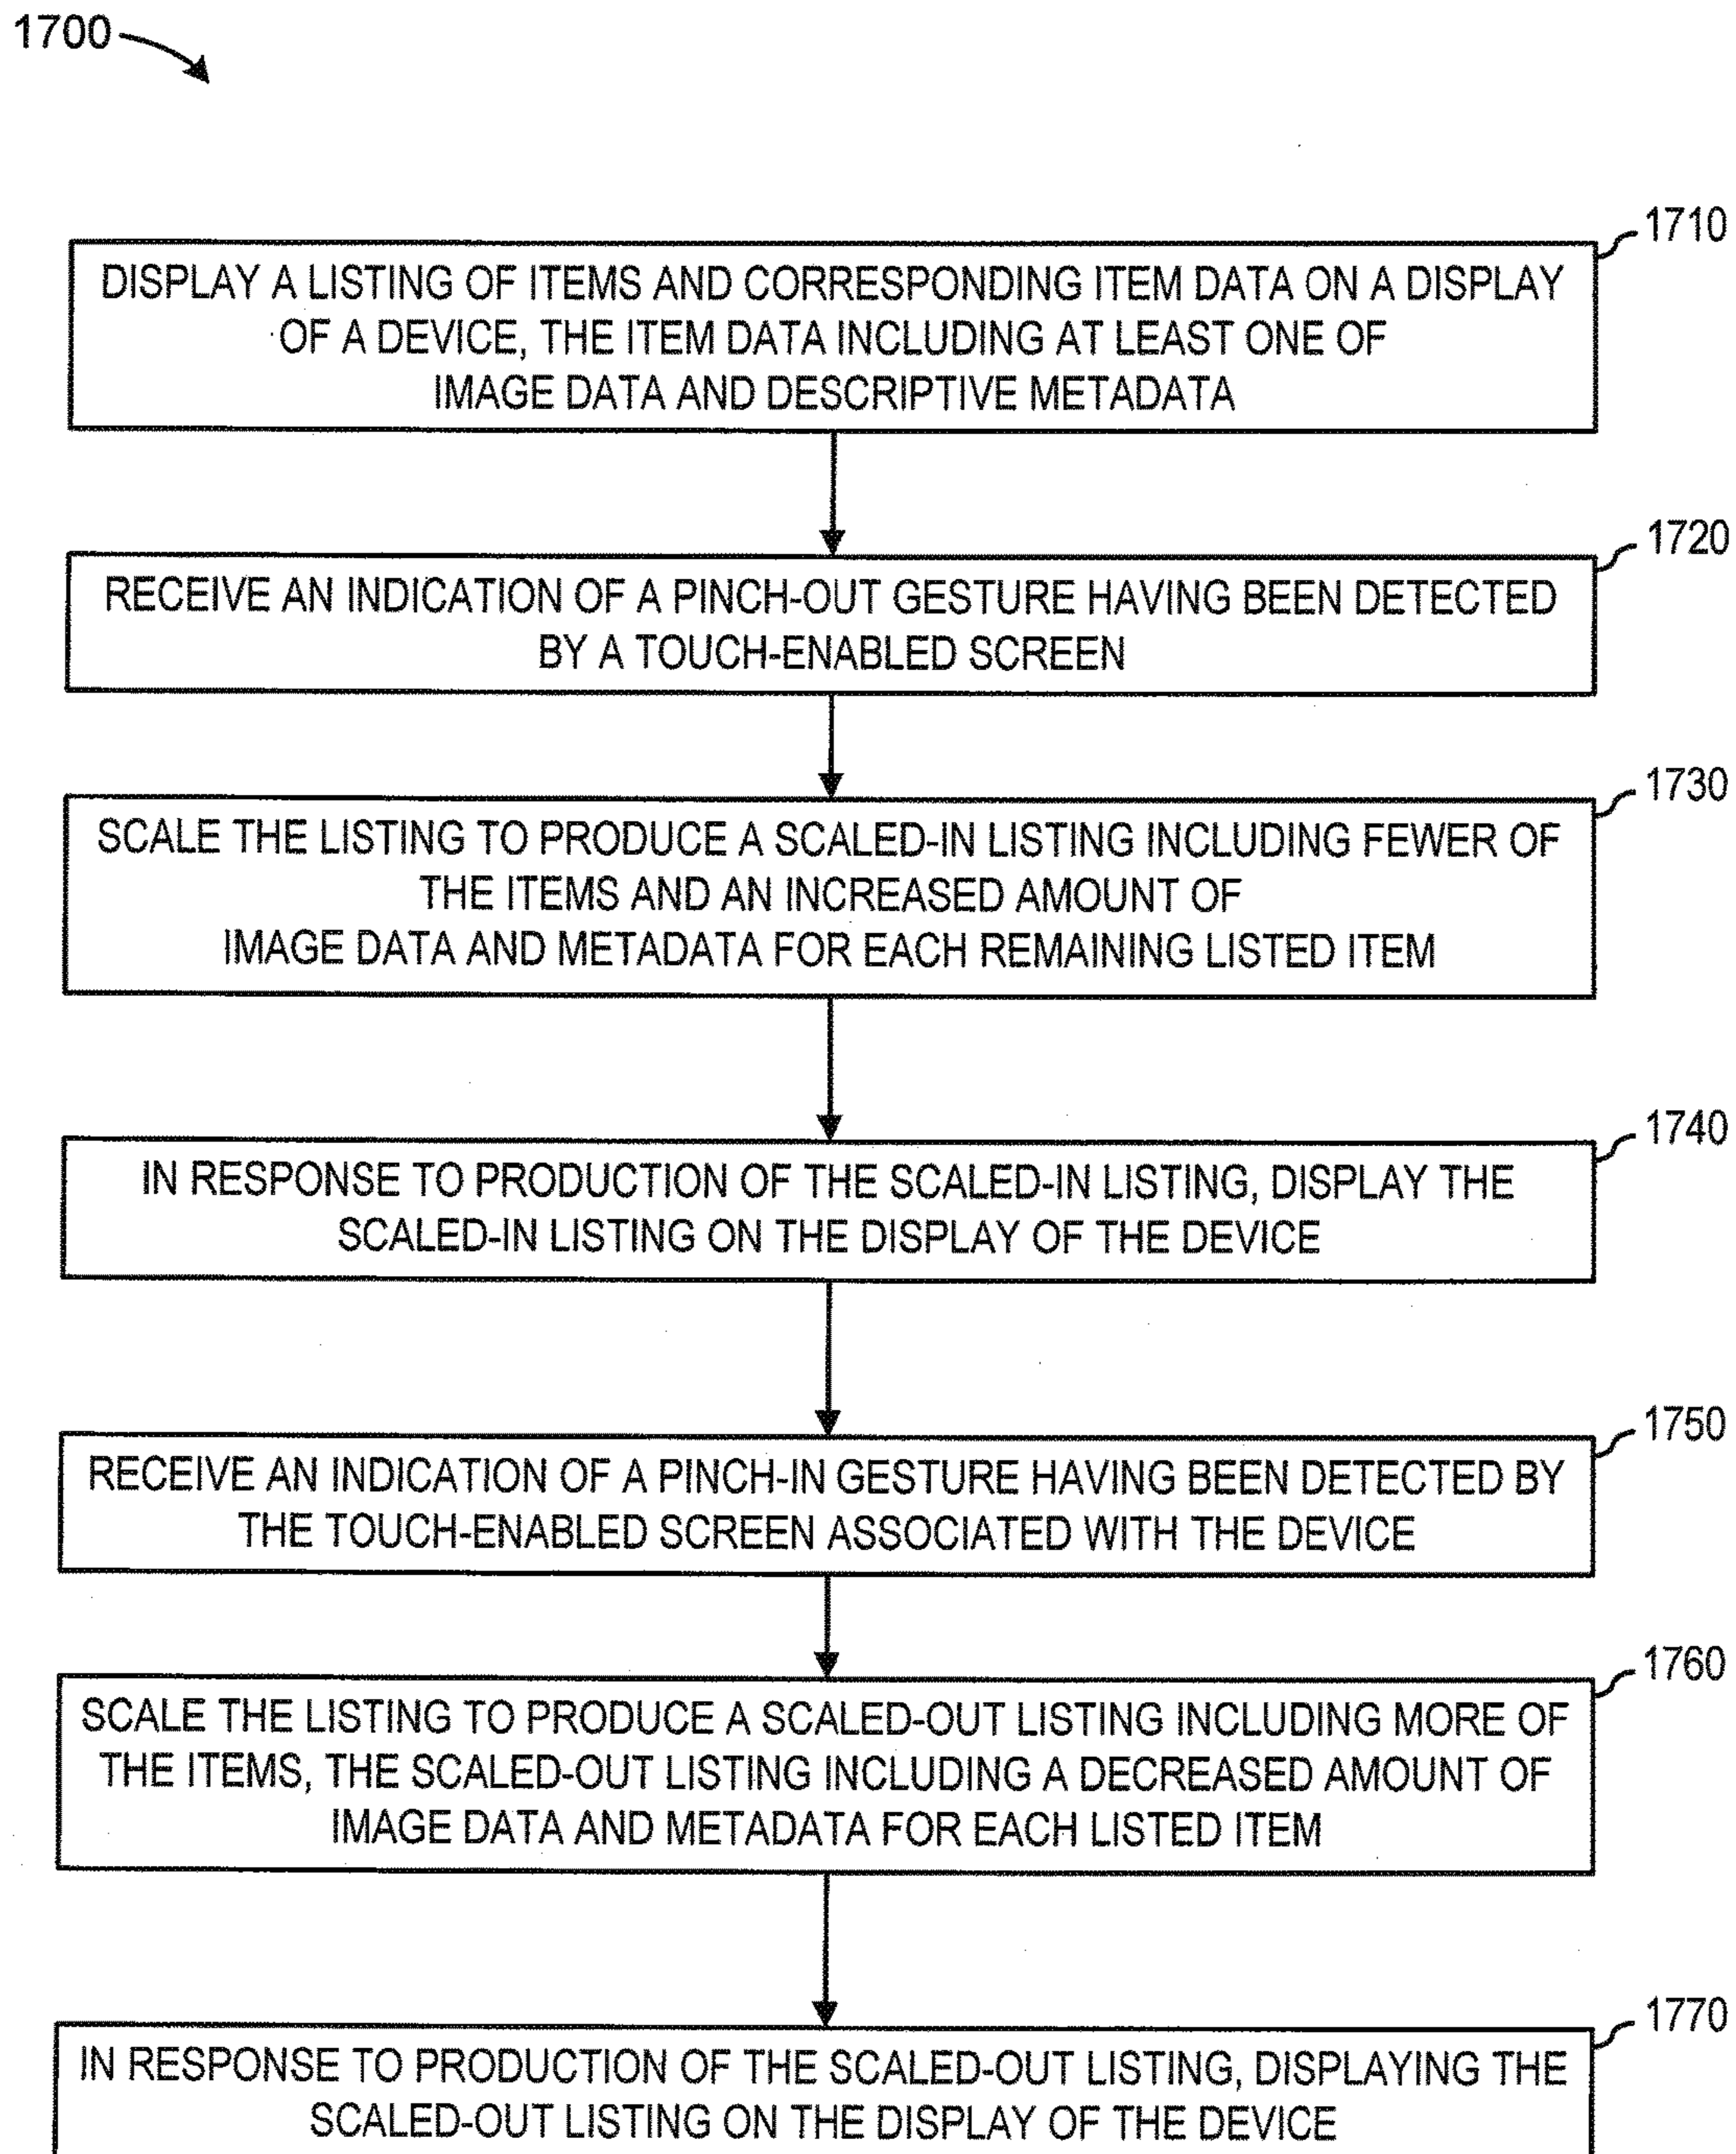 1700
1710
DISPLAY A LISTING OF ITEMS AND CORRESPONDING ITEM DATA ON A DISPLAY
OF A DEVICE, THE ITEM DATA INCLUDING AT LEAST ONE OF
IMAGE DATA AND DESCRIPTIVE METADATA
1720
RECEIVE AN INDICATION OF A PINCH-OUT GESTURE HAVING BEEN DETECTED
BY A TOUCH-ENABLED SCREEN
1730
SCALE THE LISTING TO PRODUCE A SCALED-IN LISTING INCLUDING FEWER OF
THE ITEMS AND AN INCREASED AMOUNT OF
IMAGE DATA AND METADATA FOR EACH REMAINING LISTED ITEM
1740
IN RESPONSE TO PRODUCTION OF THE SCALED-IN LISTING, DISPLAY THE
SCALED-IN LISTING ON THE DISPLAY OF THE DEVICE
1750
RECEIVE AN INDICATION OF A PINCH-IN GESTURE HAVING BEEN DETECTED BY
THE TOUCH-ENABLED SCREEN ASSOCIATED WITH THE DEVICE
1760
SCALE THE LISTING TO PRODUCE A SCALED-OUT LISTING INCLUDING MORE OF
THE ITEMS, THE SCALED-OUT LISTING INCLUDING A DECREASED AMOUNT OF
IMAGE DATA AND METADATA FOR EACH LISTED ITEM
1770
IN RESPONSE TO PRODUCTION OF THE SCALED-OUT LISTING, DISPLAYING THE
SCALED-OUT LISTING ON THE DISPLAY OF THE DEVICE